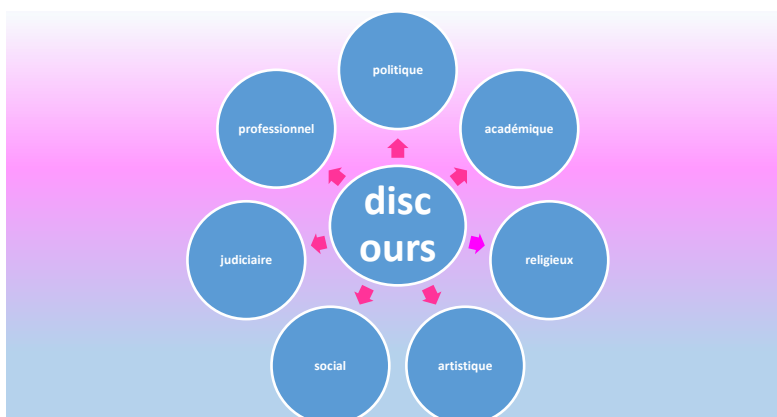 politique
professionnel
académique
disc
ours
judiciaire
religieux
social
artistique